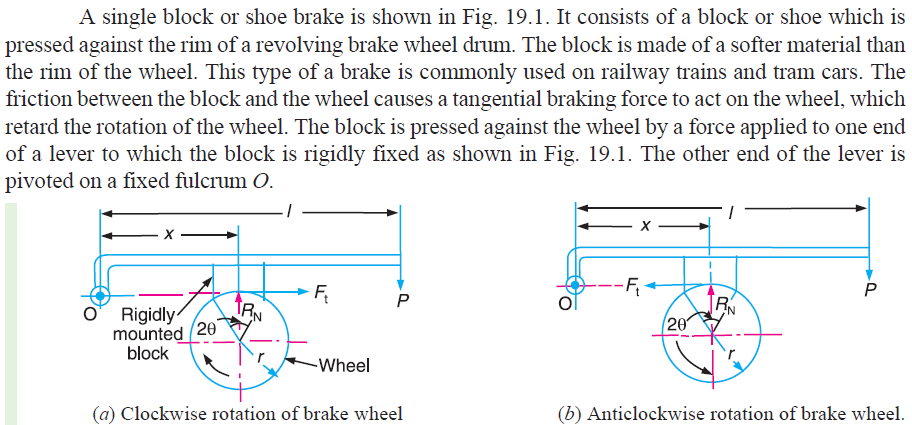 A single block or shoe brake is shown in Fig. 19.1. It consists of a block or shoe which is
pressed against the rim of a revolving brake wheel drum. The block is made of a softer material than
the rim of the wheel. This type of a brake is commonly used on railway trains and tram cars. The
friction between the block and the wheel causes a tangential braking force to act on the wheel, which
retard the rotation of the wheel. The block is pressed against the wheel by a force applied to one end
of a lever to which the block is rigidly fixed as shown in Fig. 19.1. The other end of the lever is
pivoted on a fixed fulcrum O.
l
x
Ft
P
O
Rigidly
mounted
block
2θ
RN
r
Wheel
(a) Clockwise rotation of brake wheel
l
x
Ft
P
O
RN
2θ
r
(b) Anticlockwise rotation of brake wheel.